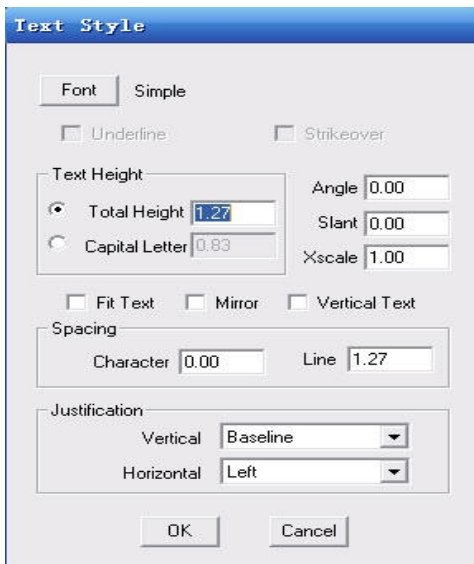 Text Style
Font Simple
Underline Strikeover
Text Height
Total Height 1.27
Capital Letter 0.83
Angle 0.00
Slant 0.00
Xscale 1.00
Fit Text Mirror Vertical Text
Spacing
Character 0.00 Line 1.27
Justification
Vertical Baseline
Horizontal Left
OK Cancel